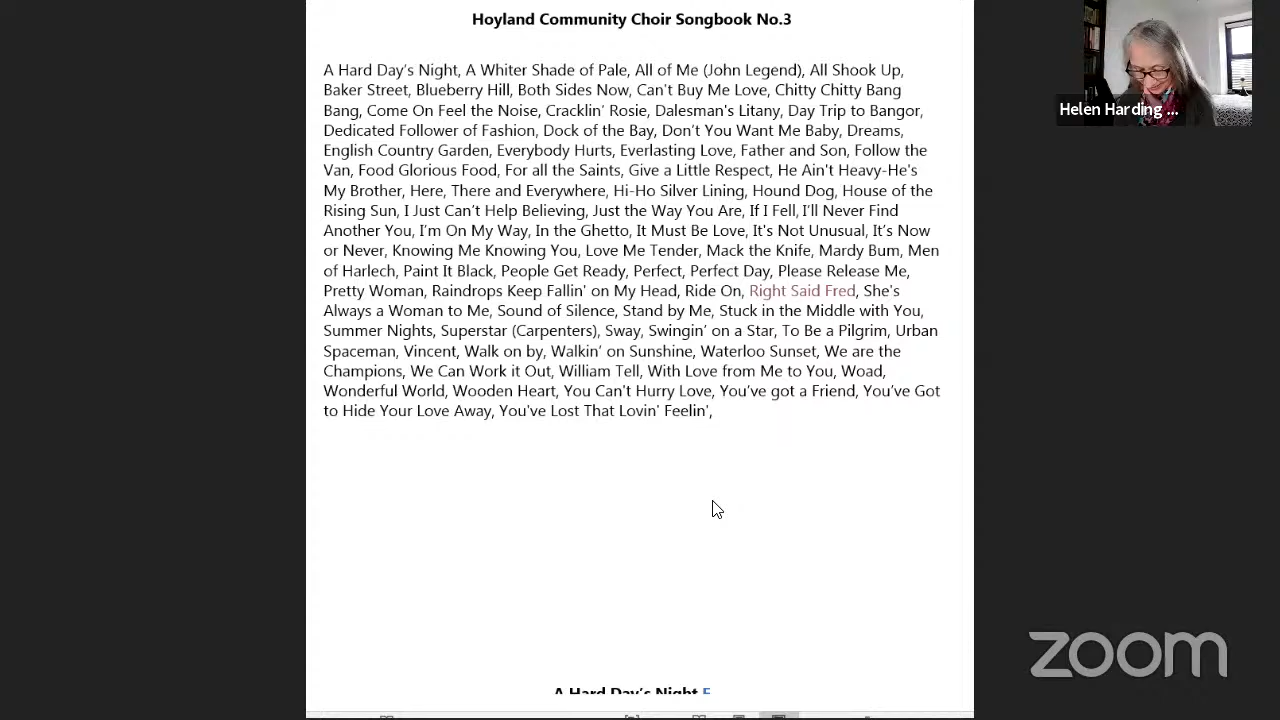 Hoyland Community Choir Songbook No.3
A Hard Day's Night, A Whiter Shade of Pale, All of Me (John Legend), All Shook Up,
Baker Street, Blueberry Hill, Both Sides Now, Can't Buy Me Love, Chitty Chitty Bang
Bang, Come On Feel the Noise, Cracklin' Rosie, Dalesman's Litany, Day Trip to Bangor,
Dedicated Follower of Fashion, Dock of the Bay, Don't You Want Me Baby, Dreams,
English Country Garden, Everybody Hurts, Everlasting Love, Father and Son, Follow the
Van, Food Glorious Food, For all the Saints, Give a Little Respect, He Ain't Heavy-He's
My Brother, Here, There and Everywhere, Hi-Ho Silver Lining, Hound Dog, House of the
Rising Sun, I Just Can't Help Believing, Just the Way You Are, If I Fell, I'll Never Find
Another You, I'm On My Way, In the Ghetto, It Must Be Love, It's Not Unusual, It's Now
or Never, Knowing Me Knowing You, Love Me Tender, Mack the Knife, Mardy Bum, Men
of Harlech, Paint It Black, People Get Ready, Perfect, Perfect Day, Please Release Me,
Pretty Woman, Raindrops Keep Fallin' on My Head, Ride On, Right Said Fred, She's
Always a Woman to Me, Sound of Silence, Stand by Me, Stuck in the Middle with You,
Summer Nights, Superstar (Carpenters), Sway, Swingin' on a Star, To Be a Pilgrim, Urban
Spaceman, Vincent, Walk on by, Walkin' on Sunshine, Waterloo Sunset, We are the
Champions, We Can Work it Out, William Tell, With Love from Me to You, Woad,
Wonderful World, Wooden Heart, You Can't Hurry Love, You've got a Friend, You've Got
to Hide Your Love Away, You've Lost That Lovin' Feelin',
A Hard Day's Night
Helen Harding ...
zoom